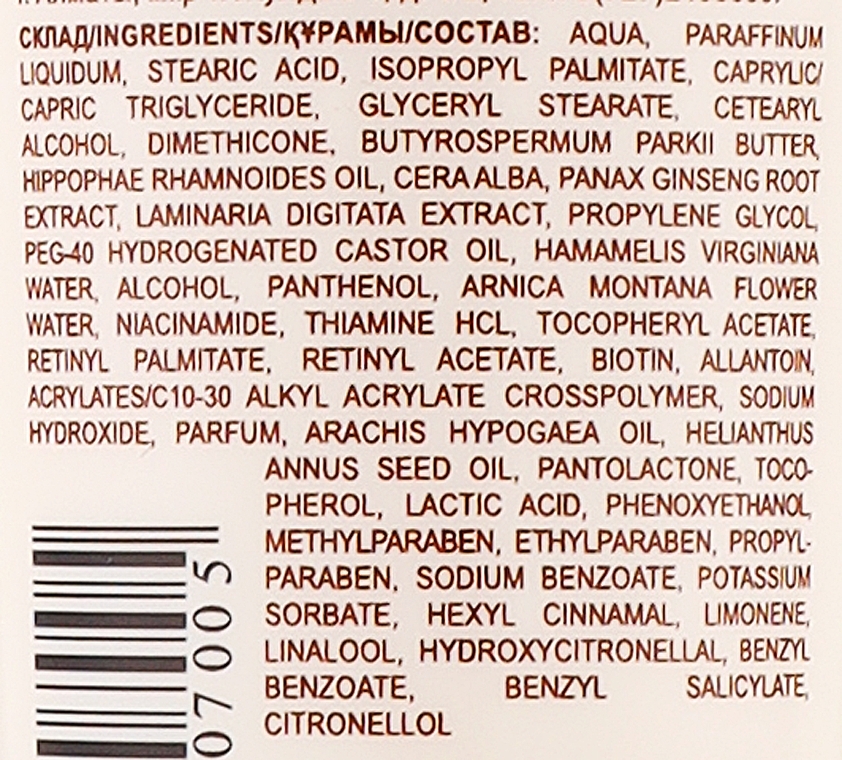 СКЛАД/INGREDIENTS/ҚҰРАМЫ/СОСТАВ: AQUA, PARAFFINUM
LIQUIDUM, STEARIC ACID, ISOPROPYL PALMITATE, CAPRYLIC/
CAPRIC TRIGLYCERIDE, GLYCERYL STEARATE, CETEARYL
ALCOHOL, DIMETHICONE, BUTYROSPERMUM PARKII BUTTER,
HIPPOPHAE RHAMNOIDES OIL, CERA ALBA, PANAX GINSENG ROOT
EXTRACT, LAMINARIA DIGITATA EXTRACT, PROPYLENE GLYCOL,
PEG-40 HYDROGENATED CASTOR OIL, HAMAMELIS VIRGINIANA
WATER, ALCOHOL, PANTHENOL, ARNICA MONTANA FLOWER
WATER, NIACINAMIDE, THIAMINE HCL, TOCOPHERYL ACETATE,
RETINYL PALMITATE, RETINYL ACETATE, BIOTIN, ALLANTOIN,
ACRYLATES/C10-30 ALKYL ACRYLATE CROSSPOLYMER, SODIUM
HYDROXIDE, PARFUM, ARACHIS HYPOGAEA OIL, HELIANTHUS
ANNUS SEED OIL, PANTOLACTONE, TOCO-
PHEROL, LACTIC ACID, PHENOXYETHANOL,
METHYLPARABEN, ETHYLPARABEN, PROPYL-
PARABEN, SODIUM BENZOATE, POTASSIUM
SORBATE, HEXYL CINNAMAL, LIMONENE,
LINALOOL, HYDROXYCITRONELLAL, BENZYL
BENZOATE, BENZYL SALICYLATE,
CITRONELLOL
07005